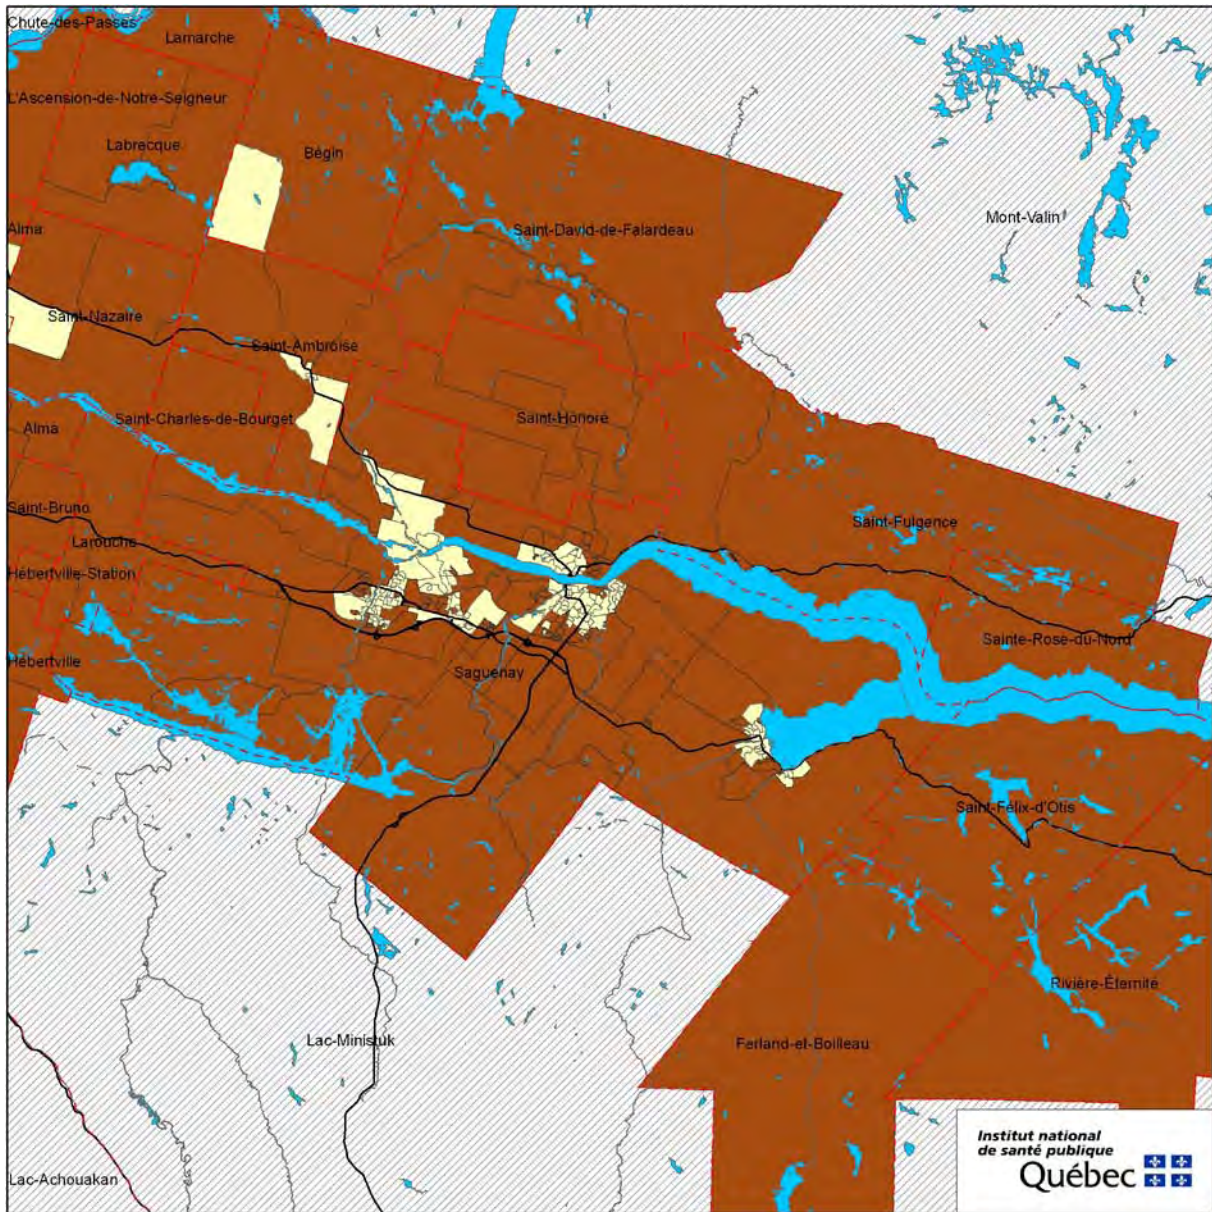 Chute-des-Passes
Lamarche
L'Ascension-de-Notre-Seigneur
Labrecque
Bégin
Mont-Valin
Alma
Saint-David-de-Falardeau
Saint-Nazaire
Saint-Ambroise
Saint-Charles-de-Bourget
Saint-Honoré
Alma
Saint-Bruno
Saint-Fulgence
Larouche
Hébertville-Station
Sainte-Rose-du-Nord
Hébertville
Saguenay
Saint-Félix-d'Otis
Rivière-Éternité
Lac-Ministuk
Ferland-et-Boilleau
Lac-Achouakan
Institut national
de santé publique
Québec